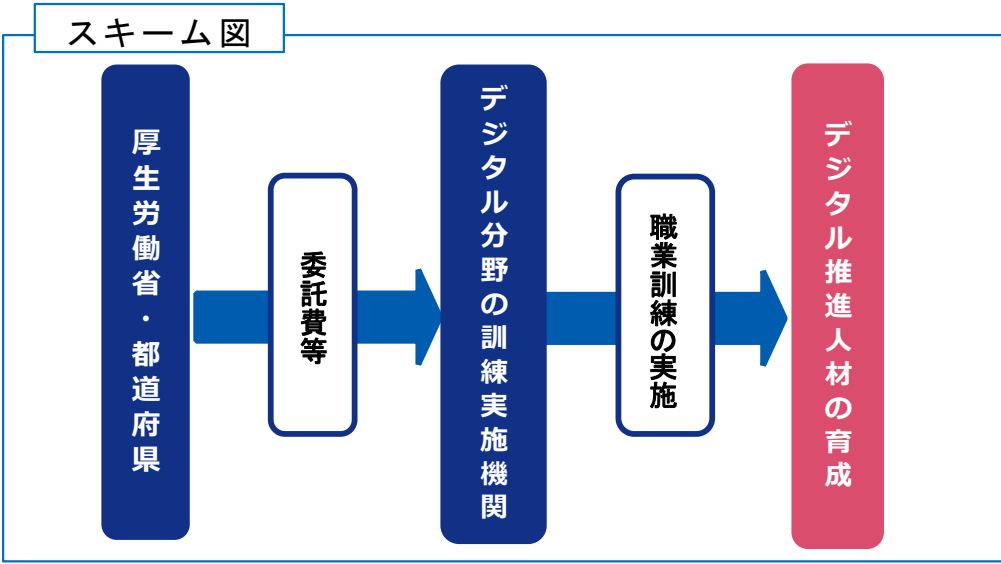 スキーム図
厚生労働省・都道府県
委託費等
デジタル分野の訓練実施機関
職業訓練の実施
デジタル推進人材の育成